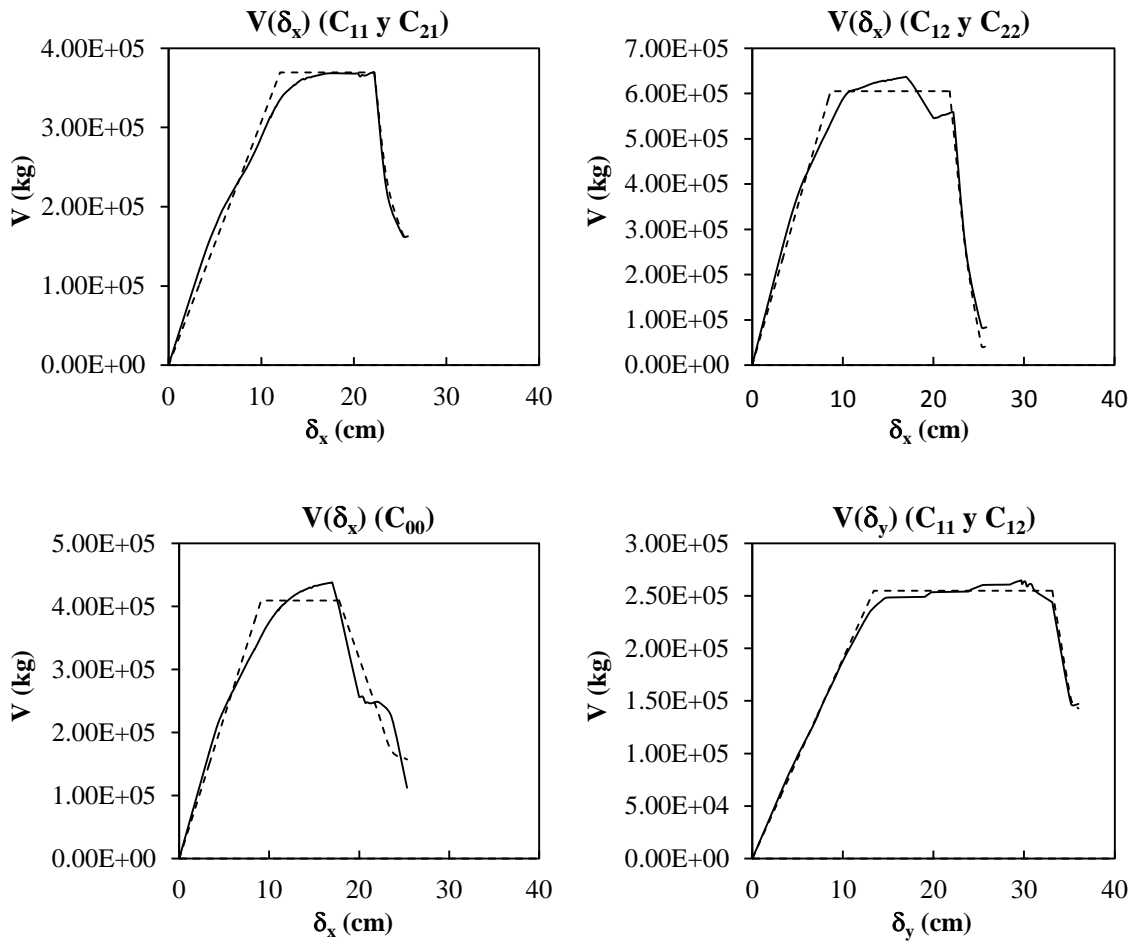 V(δx) (C11 y C21)
4.00E+05
3.00E+05
2.00E+05
1.00E+05
0.00E+00
V (kg)
0 10 20 30 40
δx (cm)
V(δx) (C12 y C22)
7.00E+05
6.00E+05
5.00E+05
4.00E+05
3.00E+05
2.00E+05
1.00E+05
0.00E+00
V (kg)
0 10 20 30 40
δx (cm)
V(δx) (C00)
5.00E+05
4.00E+05
3.00E+05
2.00E+05
1.00E+05
0.00E+00
V (kg)
0 10 20 30 40
δx (cm)
V(δy) (C11 y C12)
3.00E+05
2.50E+05
2.00E+05
1.50E+05
1.00E+05
5.00E+04
0.00E+00
V (kg)
0 10 20 30 40
δy (cm)